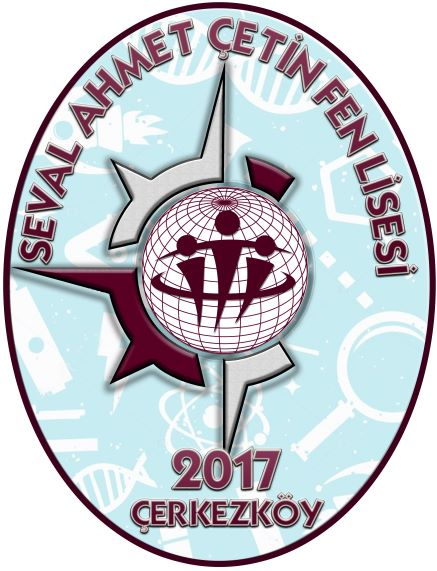 SEVAL AHMET ÇETİN FEN LİSESİ
2017
ÇERKEZKÖY